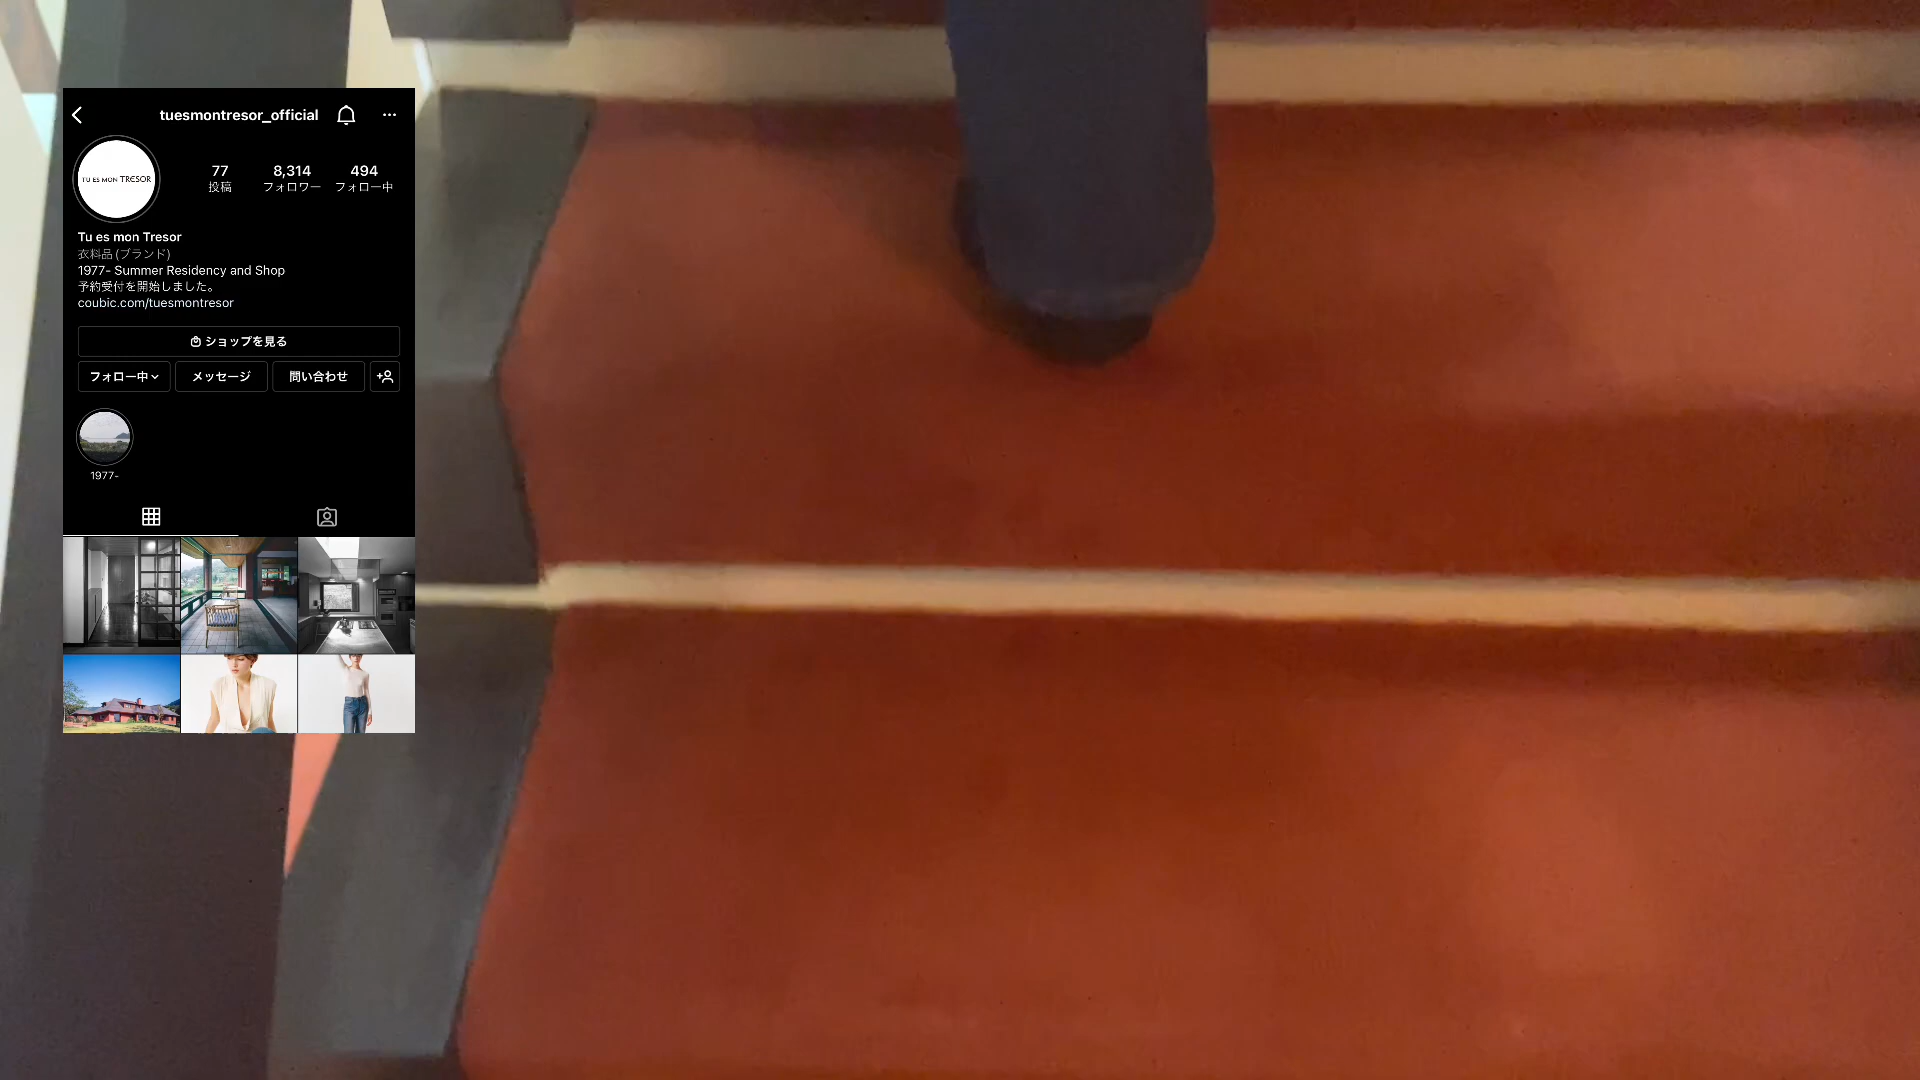 tuesmontresor_official
TU ES MON TRESOR
77
投稿
8,314
フォロワー
494
フォロー中
Tu es mon Tresor
衣料品 (ブランド)
1977- Summer Residency and Shop
予約受付を開始しました。
coubic.com/tuesmontresor
ショップを見る
フォロー中
メッセージ
問い合わせ
1977-